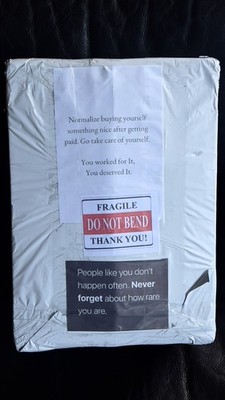 Normalize buying yourself
something nice after getting
paid. Go take care of yourself.
You worked for It,
You deserved It.
FRAGILE
DO NOT BEND
THANK YOU!
People like you don't
happen often. Never
forget about how rare
you are.